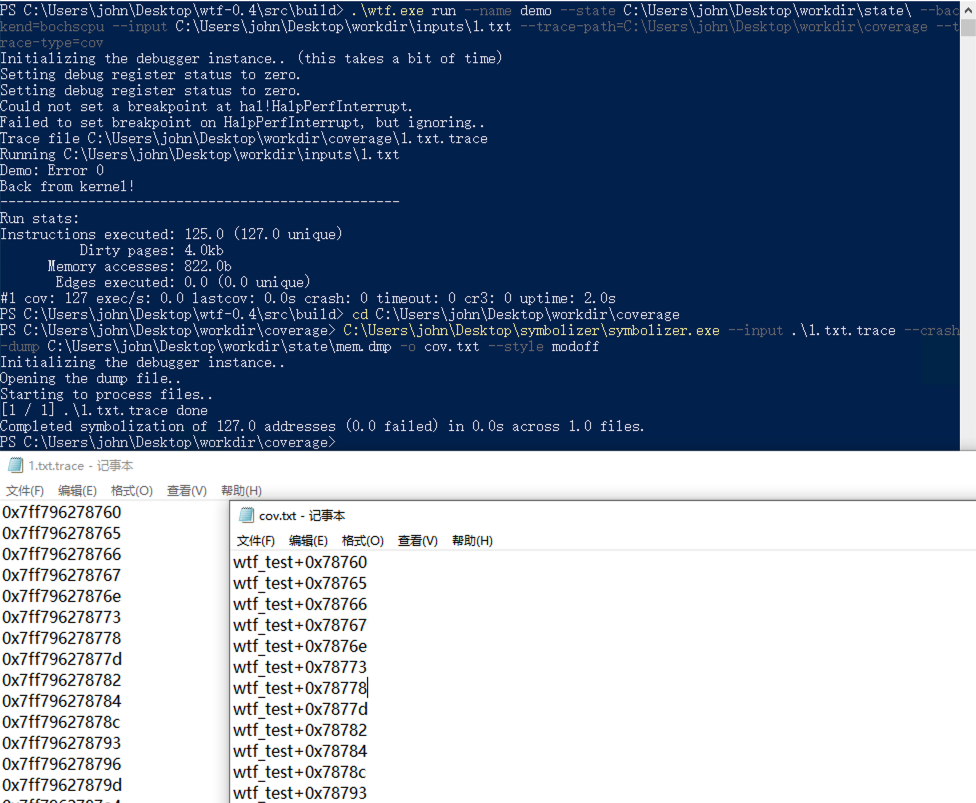 PS C:\Users\john\Desktop\wtf-0.4\src\build> .\wtf.exe run --name demo --state C:\Users\john\Desktop\workdir\state\ --bac
kend=bochscpu --input C:\Users\john\Desktop\workdir\inputs\1.txt --trace-path=C:\Users\john\Desktop\workdir\coverage --t
race-type=cov
Initializing the debugger instance.. (this takes a bit of time)
Setting debug register status to zero.
Setting debug register status to zero.
Could not set a breakpoint at hal!HalpPerfInterrupt.
Failed to set breakpoint on HalpPerfInterrupt, but ignoring..
Trace file C:\Users\john\Desktop\workdir\coverage\1.txt.trace
Running C:\Users\john\Desktop\workdir\inputs\1.txt
Demo: Error 0
Back from kernel!
--------------------------------------------------
Run stats:
Instructions executed: 125.0 (127.0 unique)
Dirty pages: 4.0kb
Memory accesses: 822.0b
Edges executed: 0.0 (0.0 unique)
#1 cov: 127 exec/s: 0.0 lastcov: 0.0s crash: 0 timeout: 0 cr3: 0 uptime: 2.0s
PS C:\Users\john\Desktop\wtf-0.4\src\build> cd C:\Users\john\Desktop\workdir\coverage
PS C:\Users\john\Desktop\workdir\coverage> C:\Users\john\Desktop\symbolizer\symbolizer.exe --input .\1.txt.trace --crash
-dump C:\Users\john\Desktop\workdir\state\mem.dmp -o cov.txt --style modoff
Initializing the debugger instance..
Opening the dump file..
Starting to process files..
[1 / 1] .\1.txt.trace done
Completed symbolization of 127.0 addresses (0.0 failed) in 0.0s across 1.0 files.
PS C:\Users\john\Desktop\workdir\coverage>
1.txt.trace - 记事本
文件(F) 编辑(E) 格式(O) 查看(V) 帮助(H)
0x7ff796278760
0x7ff796278765
0x7ff796278766
0x7ff796278767
0x7ff79627876e
0x7ff796278773
0x7ff796278778
0x7ff79627877d
0x7ff796278782
0x7ff796278784
0x7ff79627878c
0x7ff796278793
0x7ff796278796
0x7ff79627879d
cov.txt - 记事本
文件(F) 编辑(E) 格式(O) 查看(V) 帮助(H)
wtf_test+0x78760
wtf_test+0x78765
wtf_test+0x78766
wtf_test+0x78767
wtf_test+0x7876e
wtf_test+0x78773
wtf_test+0x78778
wtf_test+0x7877d
wtf_test+0x78782
wtf_test+0x78784
wtf_test+0x7878c
wtf_test+0x78793